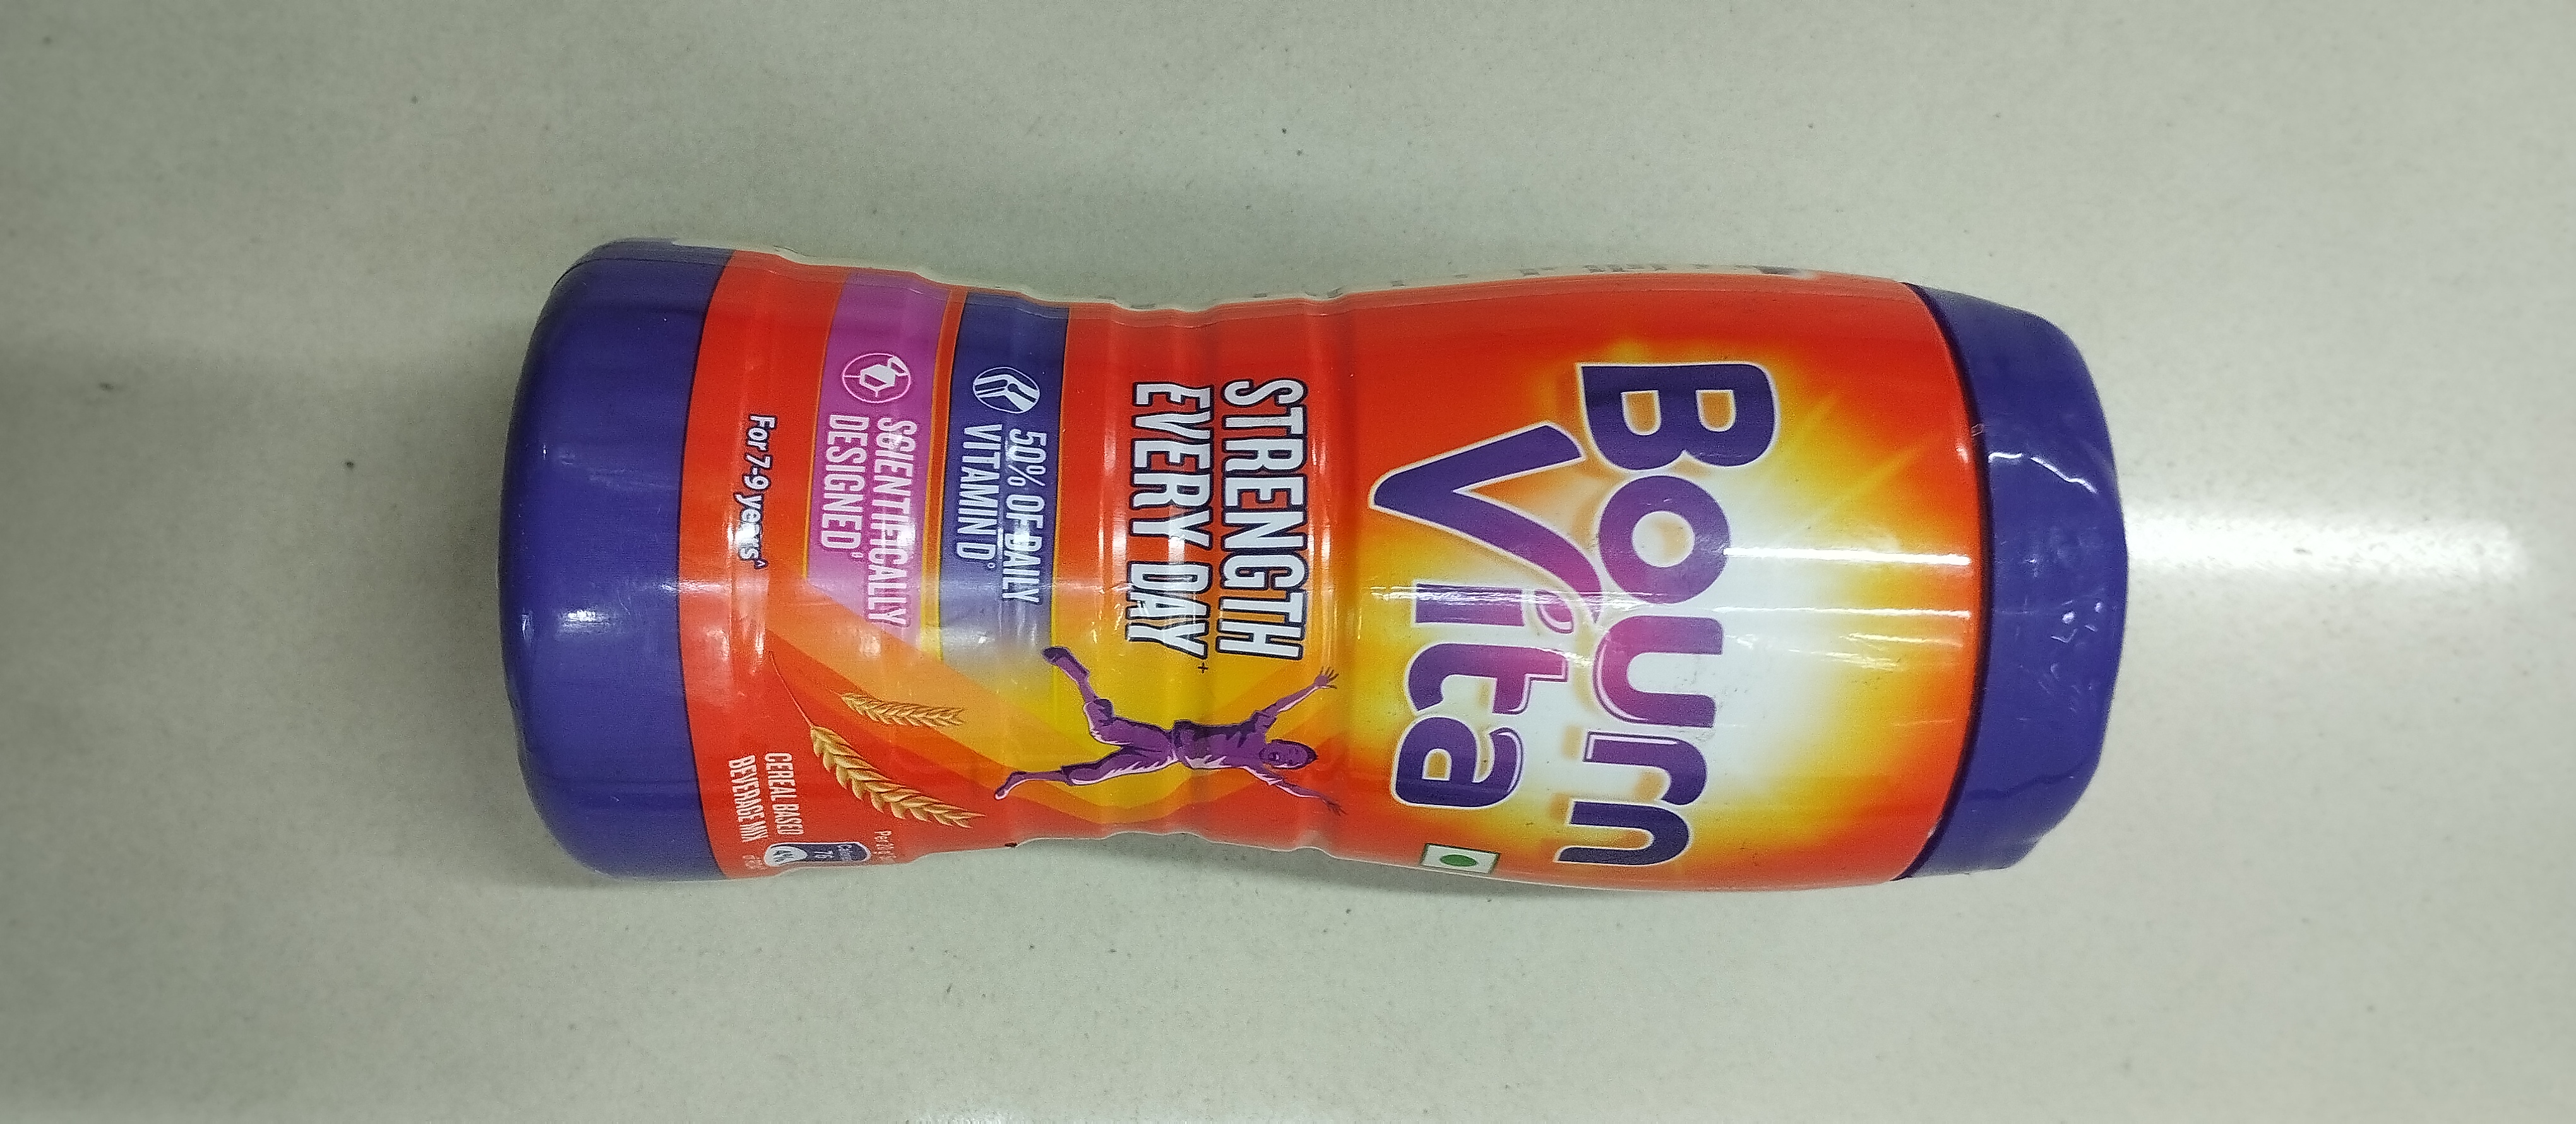 Bourn
Vita
STRENGTH
EVERY DAY+
50% OF DAILY
VITAMIN D°
SCIENTIFICALLY
DESIGNED
For 7-9 years^
CEREAL BASED
BEVERAGE MIX